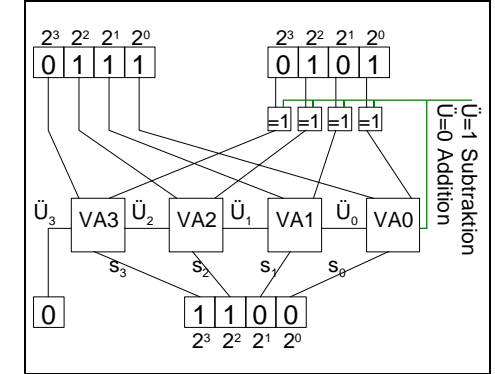 2³ 2² 2¹ 2⁰ 2³ 2² 2¹ 2⁰
0 1 1 1 0 1 0 1
=1 =1 =1 =1
Ü=1 Subtraktion
Ü=0 Addition
Ü₃ VA3 Ü₂ VA2 Ü₁ VA1 Ü₀ VA0
s₃ s₂ s₁ s₀
0 1 1 0 0
2³ 2² 2¹ 2⁰